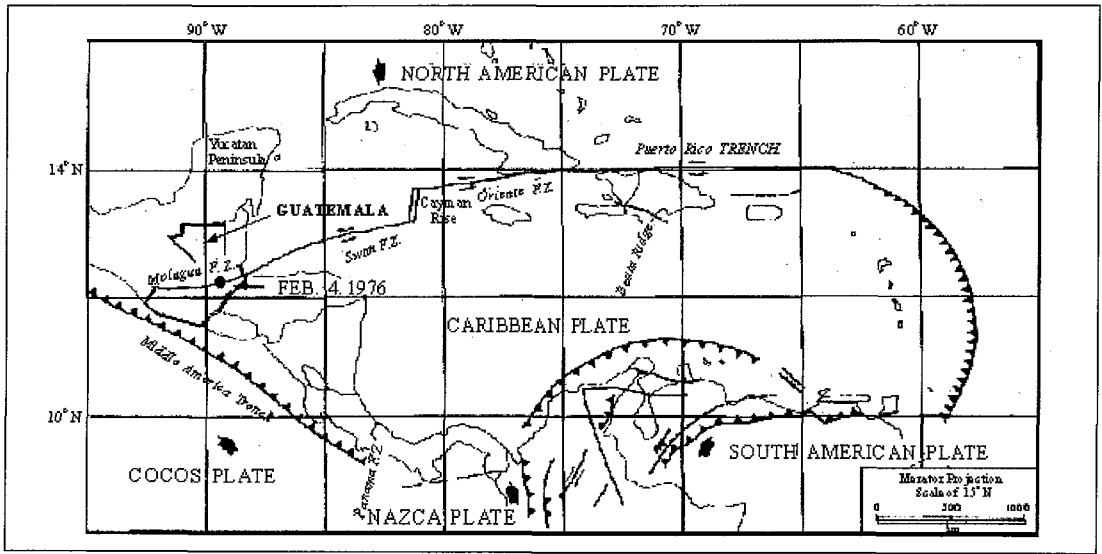 90° W
80° W
70° W
60° W
NORTH AMERICAN PLATE
Yucatan
Peninsula
Puerto Rico TRENCH
14° N
Oriente F.Z.
Cayman
Rise
GUATEMALA
Swan F.Z.
Beata Ridge
Motagua F.Z.
FEB. 4. 1976
CARIBBEAN PLATE
Middle America Trench
10° N
SOUTH AMERICAN PLATE
COCOS PLATE
Panama F.Z.
NAZCA PLATE
Marator Projection
Scale of 15° N
0 500 1000
km